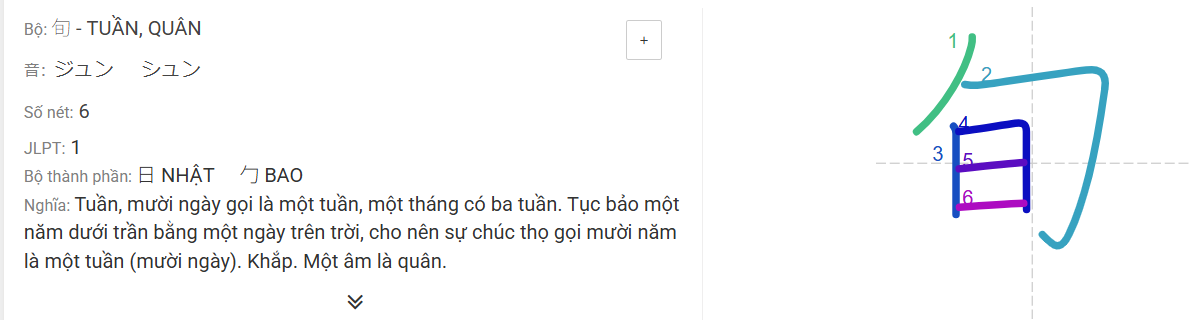 Bộ: 旬 - TUẦN, QUÂN
+
音: ジュン シュン
Số nét: 6
JLPT: 1
Bộ thành phần: 日 NHẬT 勹 BAO
Nghĩa: Tuần, mười ngày gọi là một tuần, một tháng có ba tuần. Tục bảo một
năm dưới trần bằng một ngày trên trời, cho nên sự chúc thọ gọi mười năm
là một tuần (mười ngày). Khắp. Một âm là quân.
旬
1
2
3
4
5
6